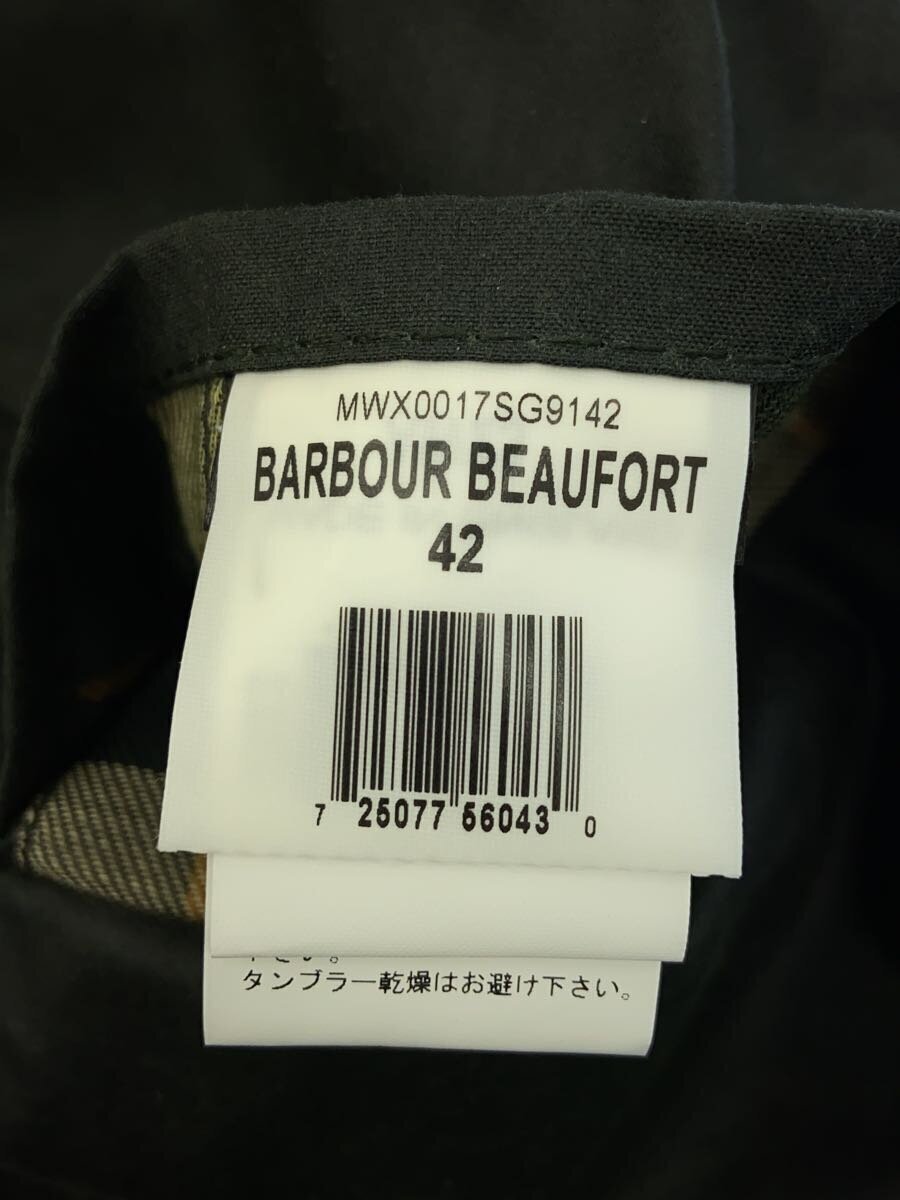 MWX0017SG9142
BARBOUR BEAUFORT
42
7 25077 56043 0
タンブラー乾燥はお避け下さい。